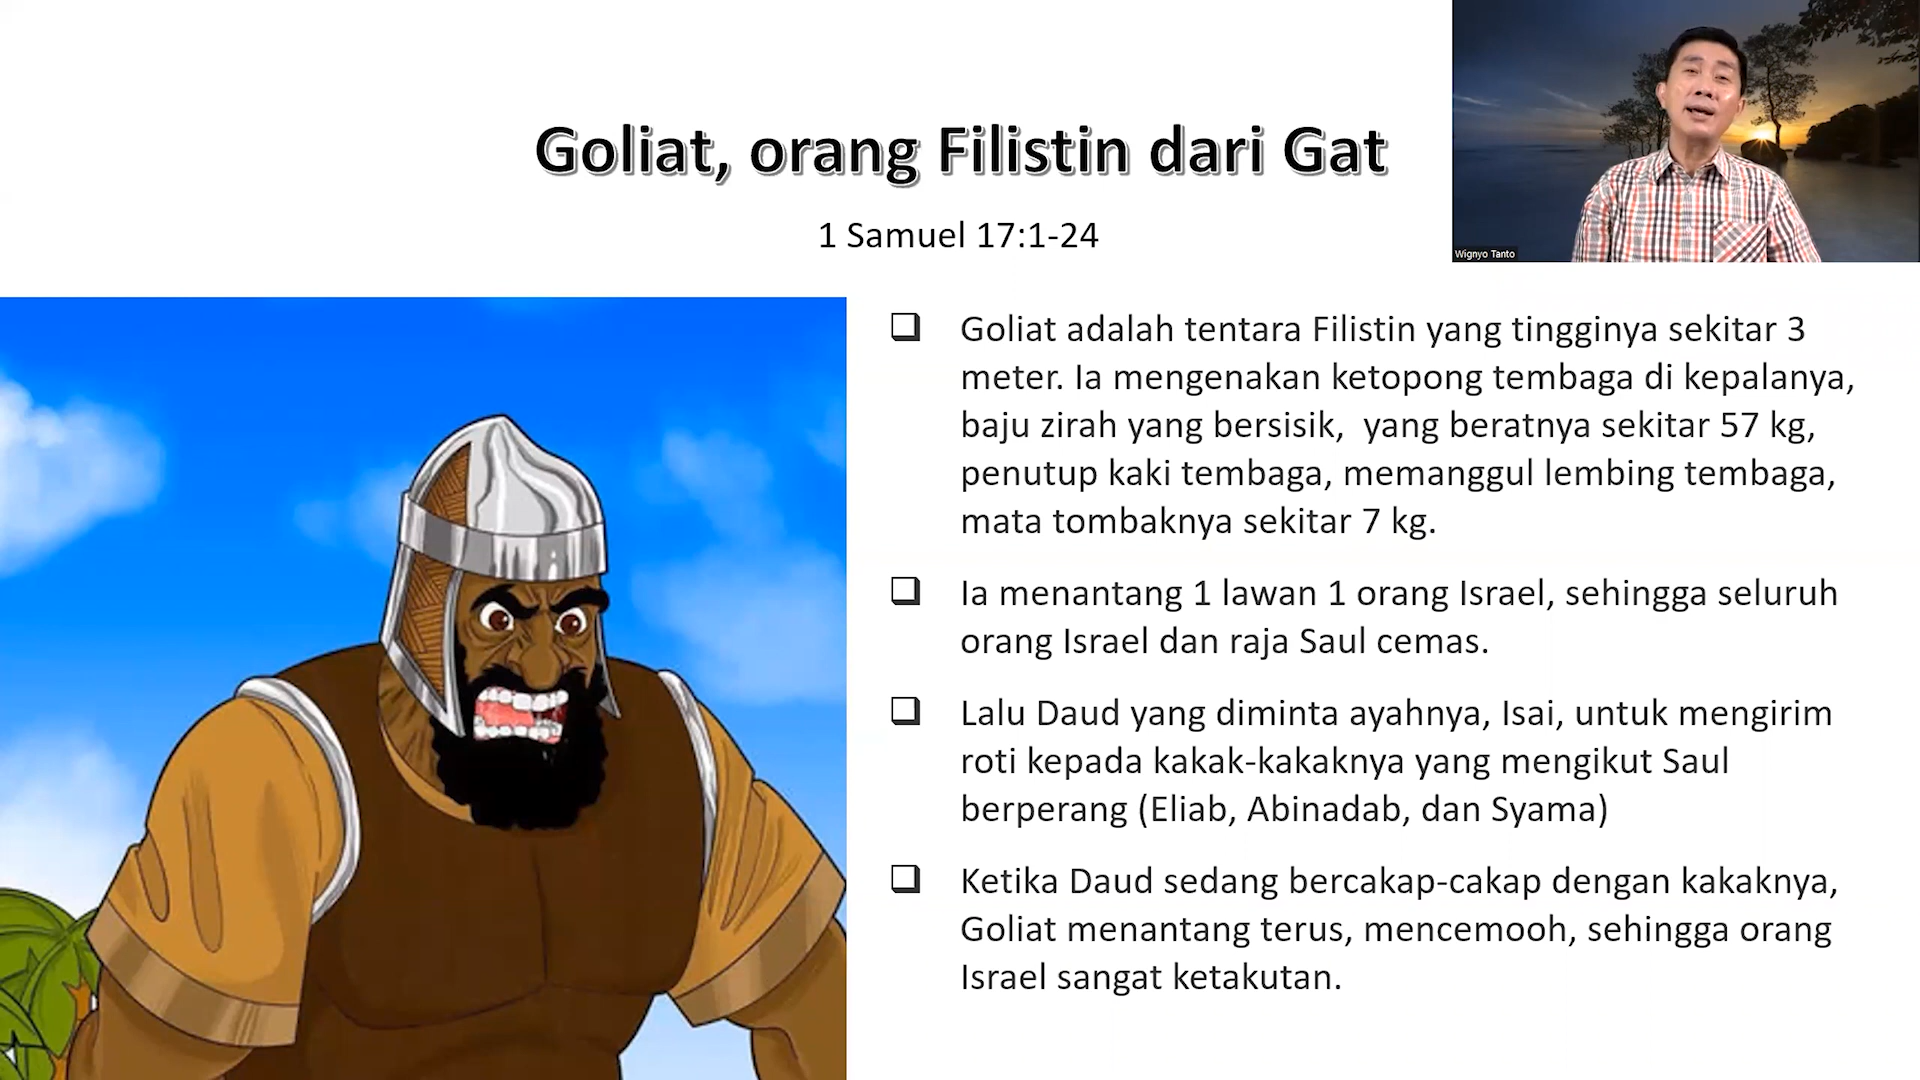 Goliat, orang Filistin dari Gat
1 Samuel 17:1-24
Wignyo Tanto
Goliat adalah tentara Filistin yang tingginya sekitar 3
meter. Ia mengenakan ketopong tembaga di kepalanya,
baju zirah yang bersisik,  yang beratnya sekitar 57 kg,
penutup kaki tembaga, memanggul lembing tembaga,
mata tombaknya sekitar 7 kg.
Ia menantang 1 lawan 1 orang Israel, sehingga seluruh
orang Israel dan raja Saul cemas.
Lalu Daud yang diminta ayahnya, Isai, untuk mengirim
roti kepada kakak-kakaknya yang mengikut Saul
berperang (Eliab, Abinadab, dan Syama)
Ketika Daud sedang bercakap-cakap dengan kakaknya,
Goliat menantang terus, mencemooh, sehingga orang
Israel sangat ketakutan.